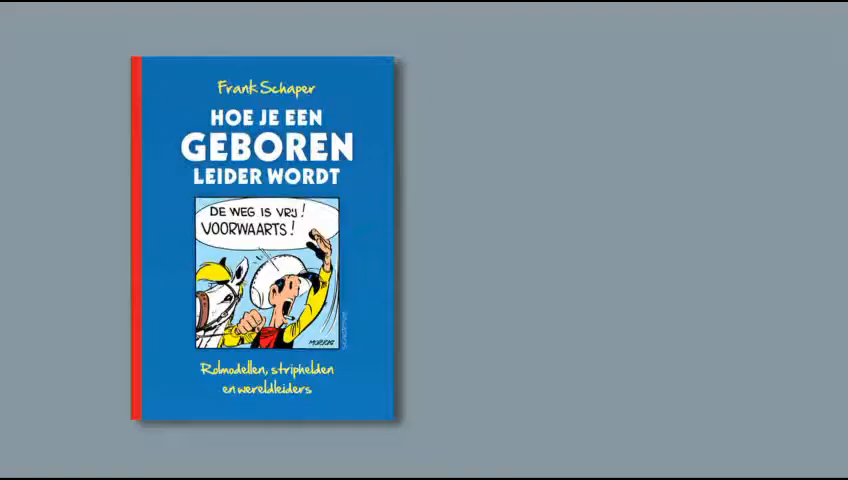 Frank Schaper
HOE JE EEN
GEBOREN
LEIDER WORDT
DE WEG IS VRIJ!
VOORWAARTS!
MORRIS
Rolmodellen, striphelden
en wereldleiders